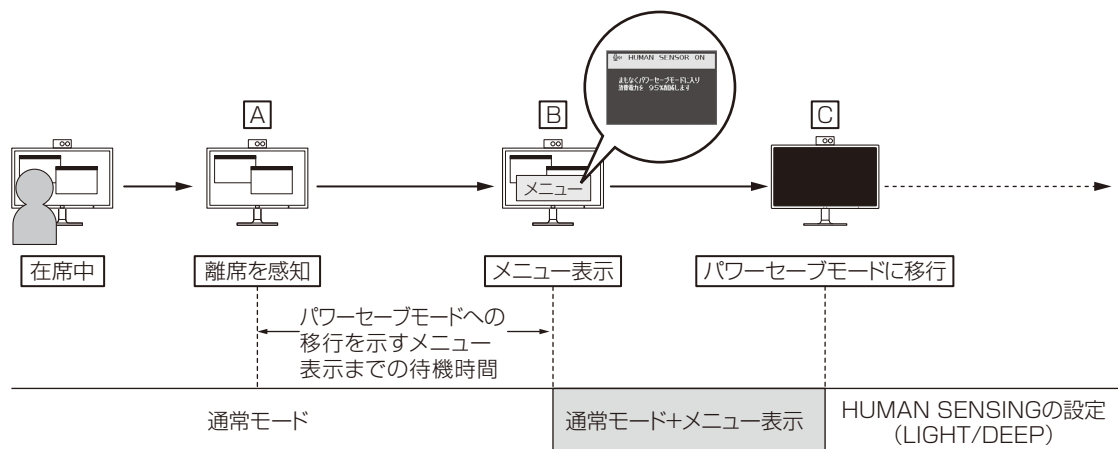 HUMAN SENSOR ON
まもなくパワーセーブモードに入り
消費電力を 95%削減します
A
B
C
メニュー
在席中
離席を感知
メニュー表示
パワーセーブモードに移行
パワーセーブモードへの
移行を示すメニュー
表示までの待機時間
通常モード
通常モード+メニュー表示
HUMAN SENSINGの設定
(LIGHT/DEEP)